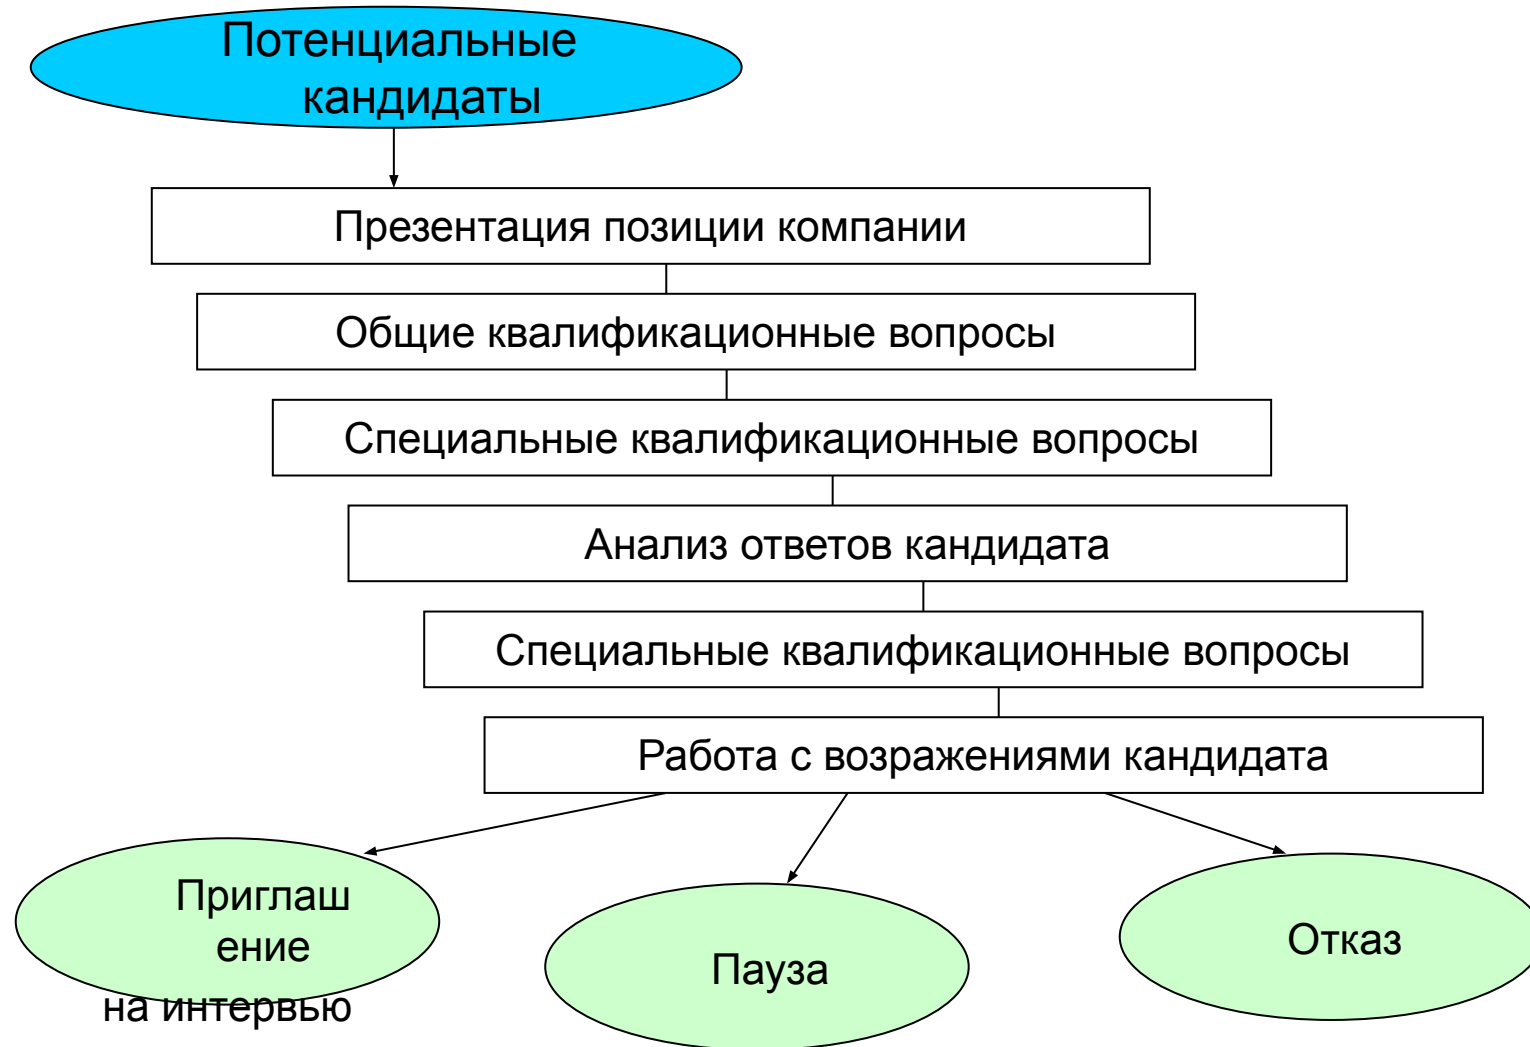 Потенциальные
кандидаты
Презентация позиции компании
Общие квалификационные вопросы
Специальные квалификационные вопросы
Анализ ответов кандидата
Специальные квалификационные вопросы
Работа с возражениями кандидата
Приглаш
ение
на интервью
Пауза
Отказ